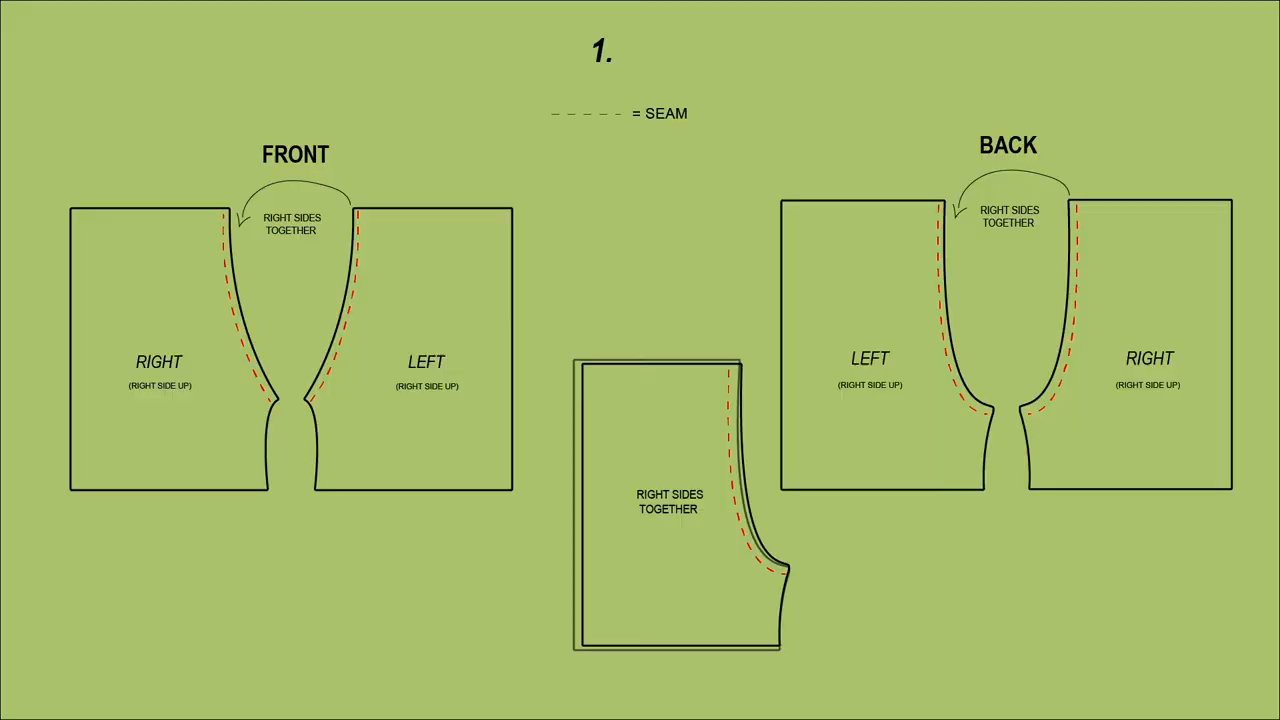 1.
= SEAM
FRONT
RIGHT SIDES
TOGETHER
RIGHT
(RIGHT SIDE UP)
LEFT
(RIGHT SIDE UP)
BACK
RIGHT SIDES
TOGETHER
LEFT
(RIGHT SIDE UP)
RIGHT
(RIGHT SIDE UP)
RIGHT SIDES
TOGETHER